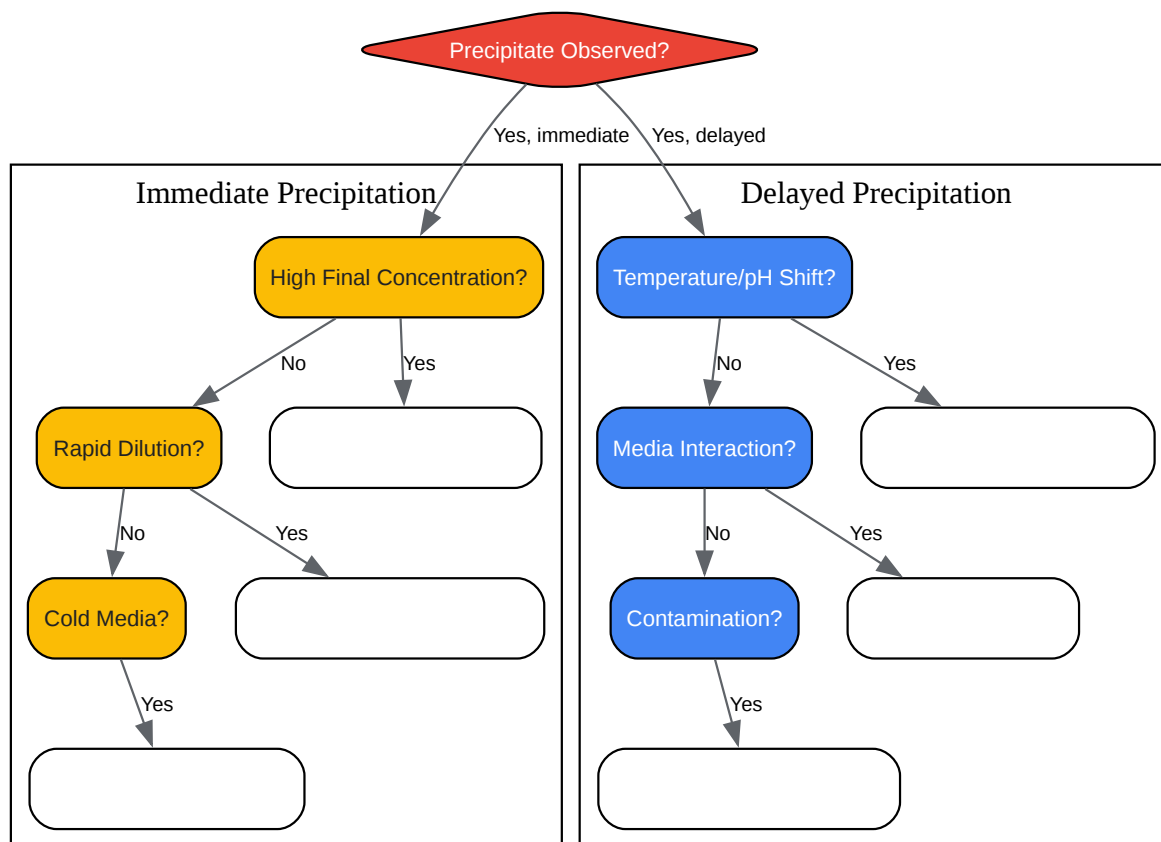 Precipitate Observed?
Yes, immediate
Yes, delayed
Immediate Precipitation
Delayed Precipitation
High Final Concentration?
Temperature/pH Shift?
No
Yes
No
Yes
Rapid Dilution?
Media Interaction?
No
Yes
No
Yes
Cold Media?
Contamination?
Yes
Yes